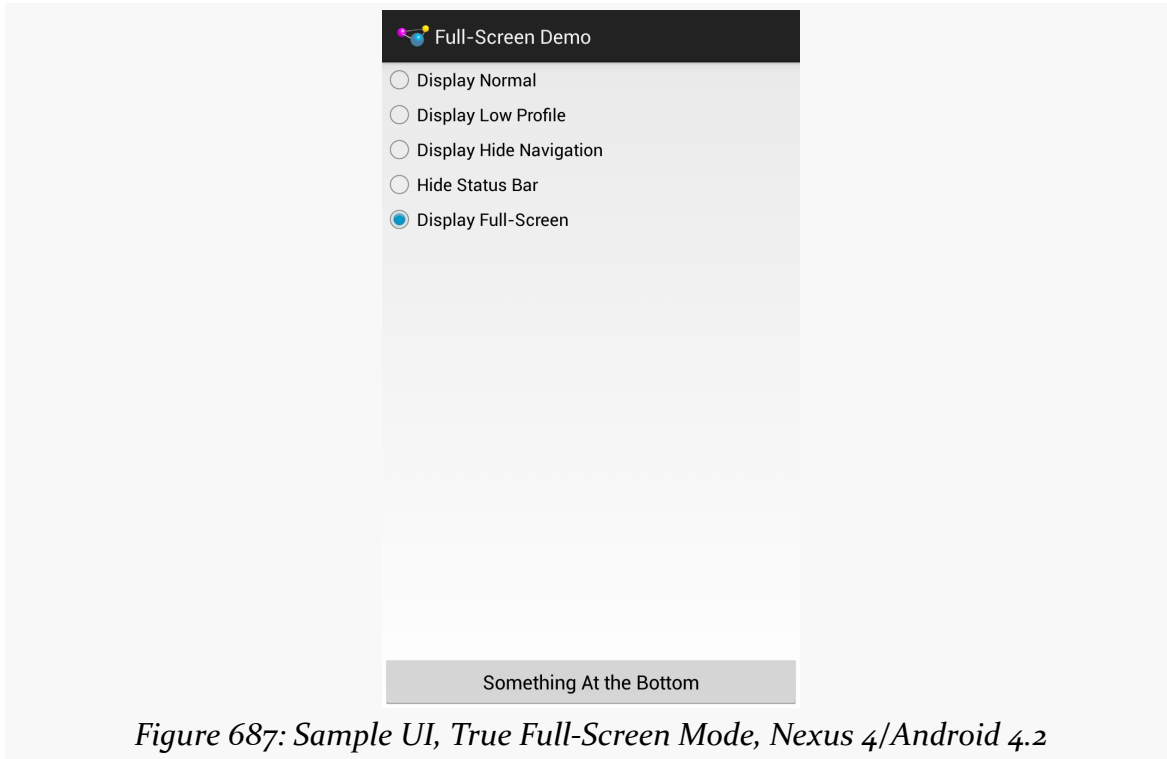 Full-Screen Demo
Display Normal
Display Low Profile
Display Hide Navigation
Hide Status Bar
Display Full-Screen
Something At the Bottom
Figure 687: Sample UI, True Full-Screen Mode, Nexus 4/Android 4.2